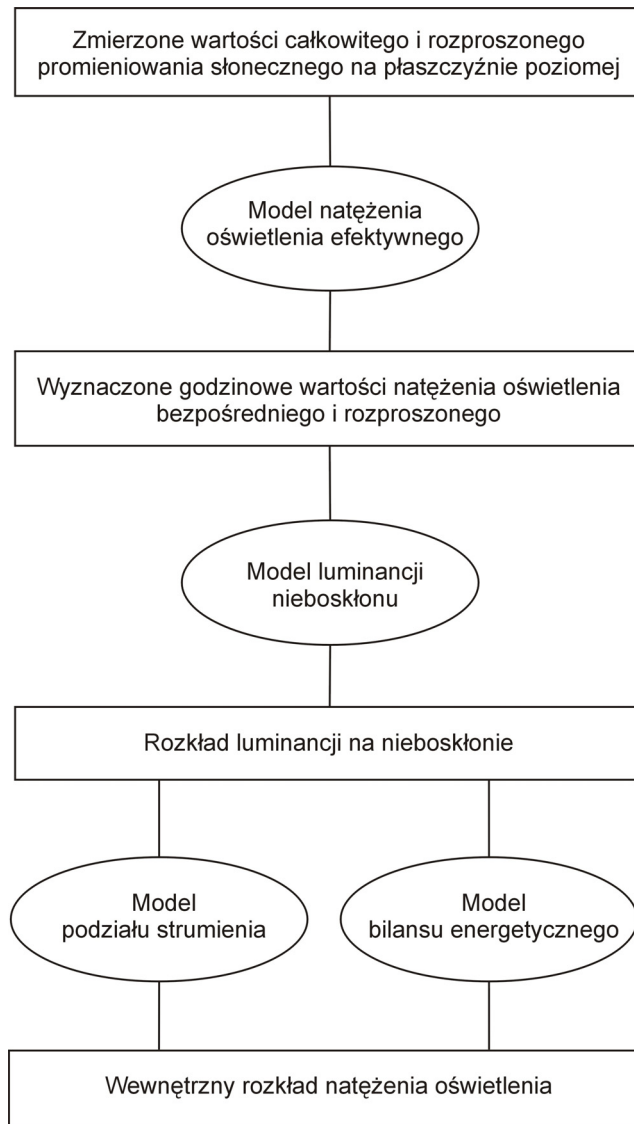 Zmierzone wartości całkowitego i rozproszonego
promieniowania słonecznego na płaszczyźnie poziomej
Model natężenia
oświetlenia efektywnego
Wyznaczone godzinowe wartości natężenia oświetlenia
bezpośredniego i rozproszonego
Model luminancji
nieboskłonu
Rozkład luminancji na nieboskłonie
Model
podziału strumienia
Model
bilansu energetycznego
Wewnętrzny rozkład natężenia oświetlenia